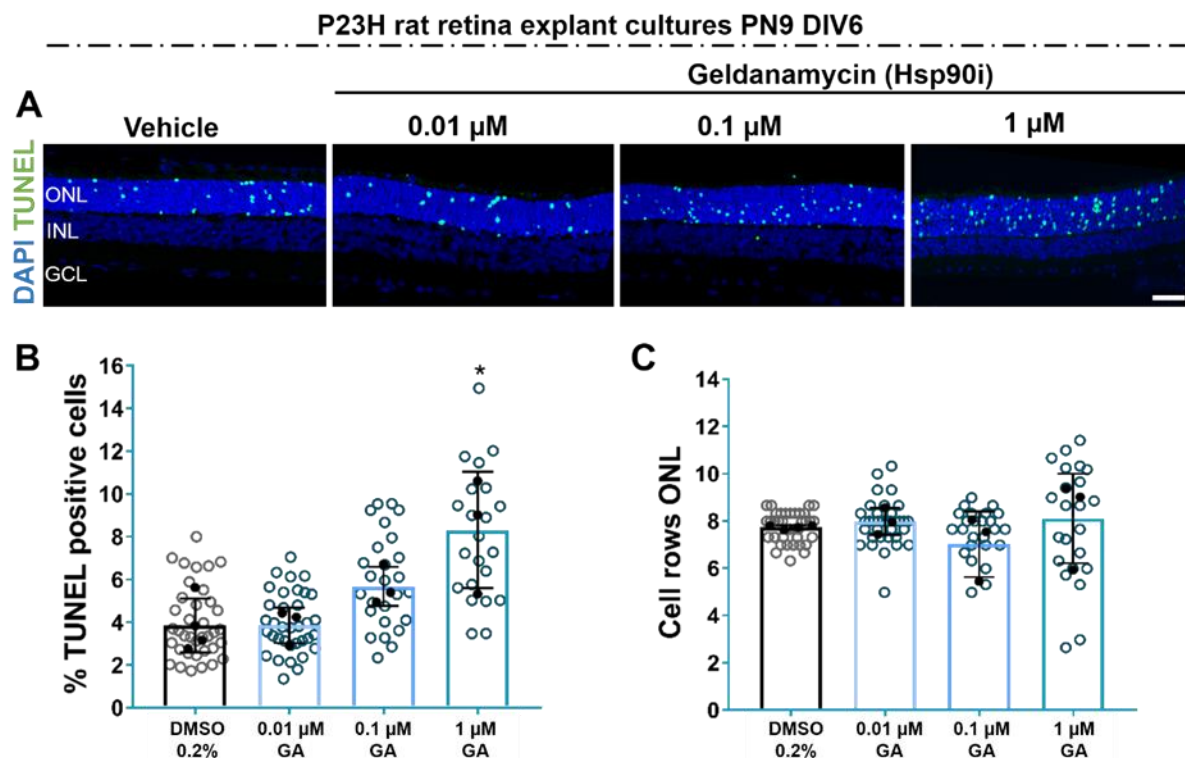 P23H rat retina explant cultures PN9 DIV6
Geldanamycin (Hsp90i)
A
Vehicle
0.01 µM
0.1 µM
1 µM
DAPI TUNEL
ONL
INL
GCL
B
% TUNEL positive cells
16
14
12
10
8
6
4
2
0
*
DMSO
0.2%
0.01 µM
GA
0.1 µM
GA
1 µM
GA
C
Cell rows ONL
14
12
10
8
6
4
2
0
DMSO
0.2%
0.01 µM
GA
0.1 µM
GA
1 µM
GA